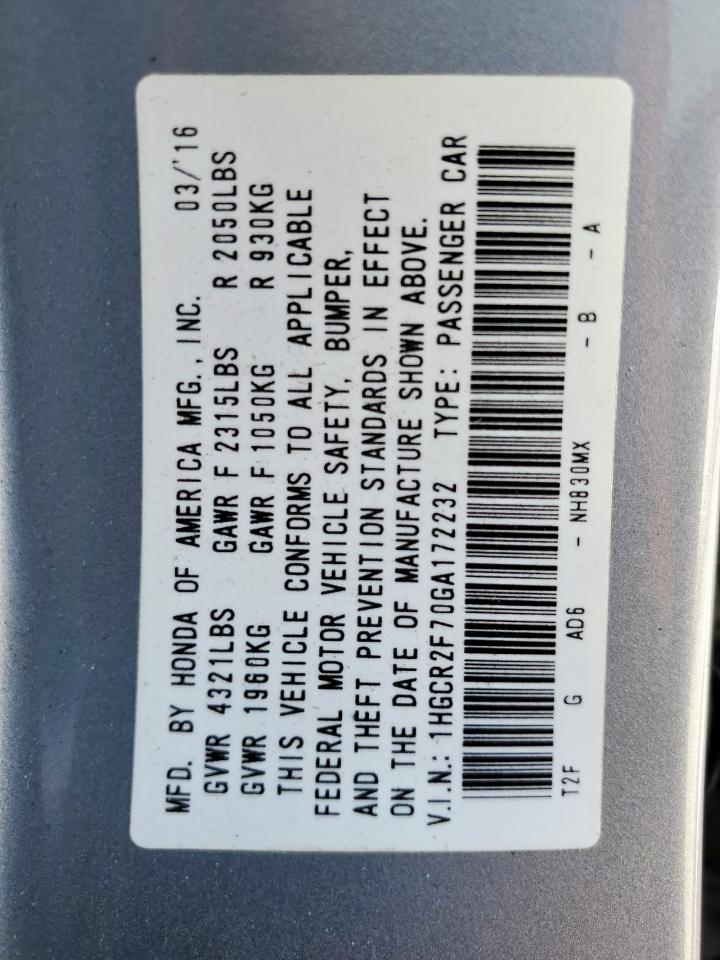 MFD. BY HONDA OF AMERICA MFG., INC. 03/'16
GVWR 4321LBS GAWR F 2315LBS R 2050LBS
GVWR 1960KG GAWR F 1050KG R 930KG
THIS VEHICLE CONFORMS TO ALL APPLICABLE
FEDERAL MOTOR VEHICLE SAFETY, BUMPER,
AND THEFT PREVENTION STANDARDS IN EFFECT
ON THE DATE OF MANUFACTURE SHOWN ABOVE.
V.I.N.: 1HGCR2F70GA172232 TYPE: PASSENGER CAR
T2F G AD6 - NH830MX - B - A